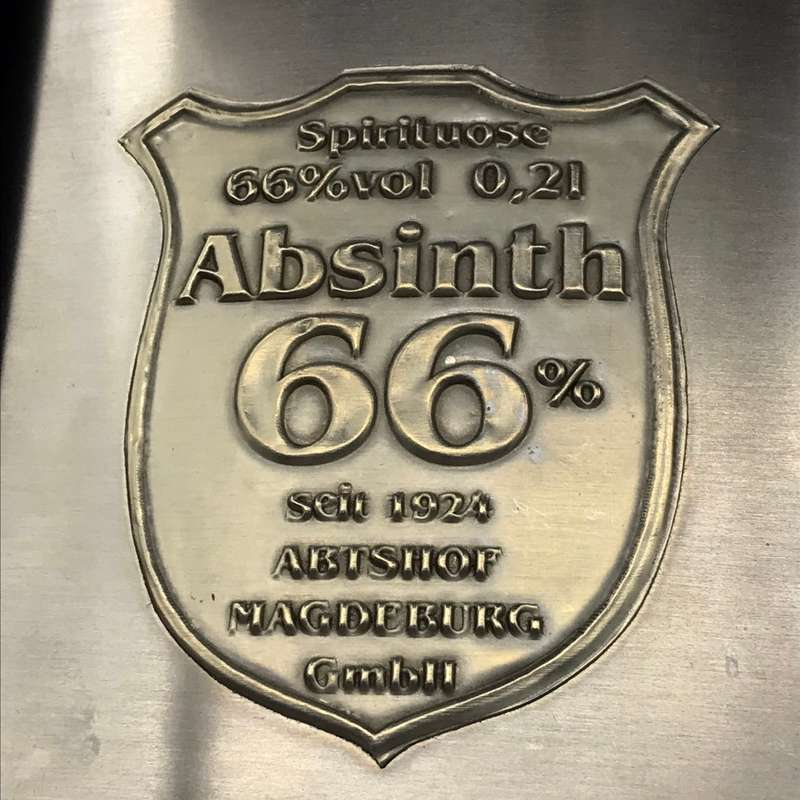 Spirituose
66%vol 0,2l
Absinth
66%
seit 1924
ABTSHOF
MAGDEBURG
GmbH